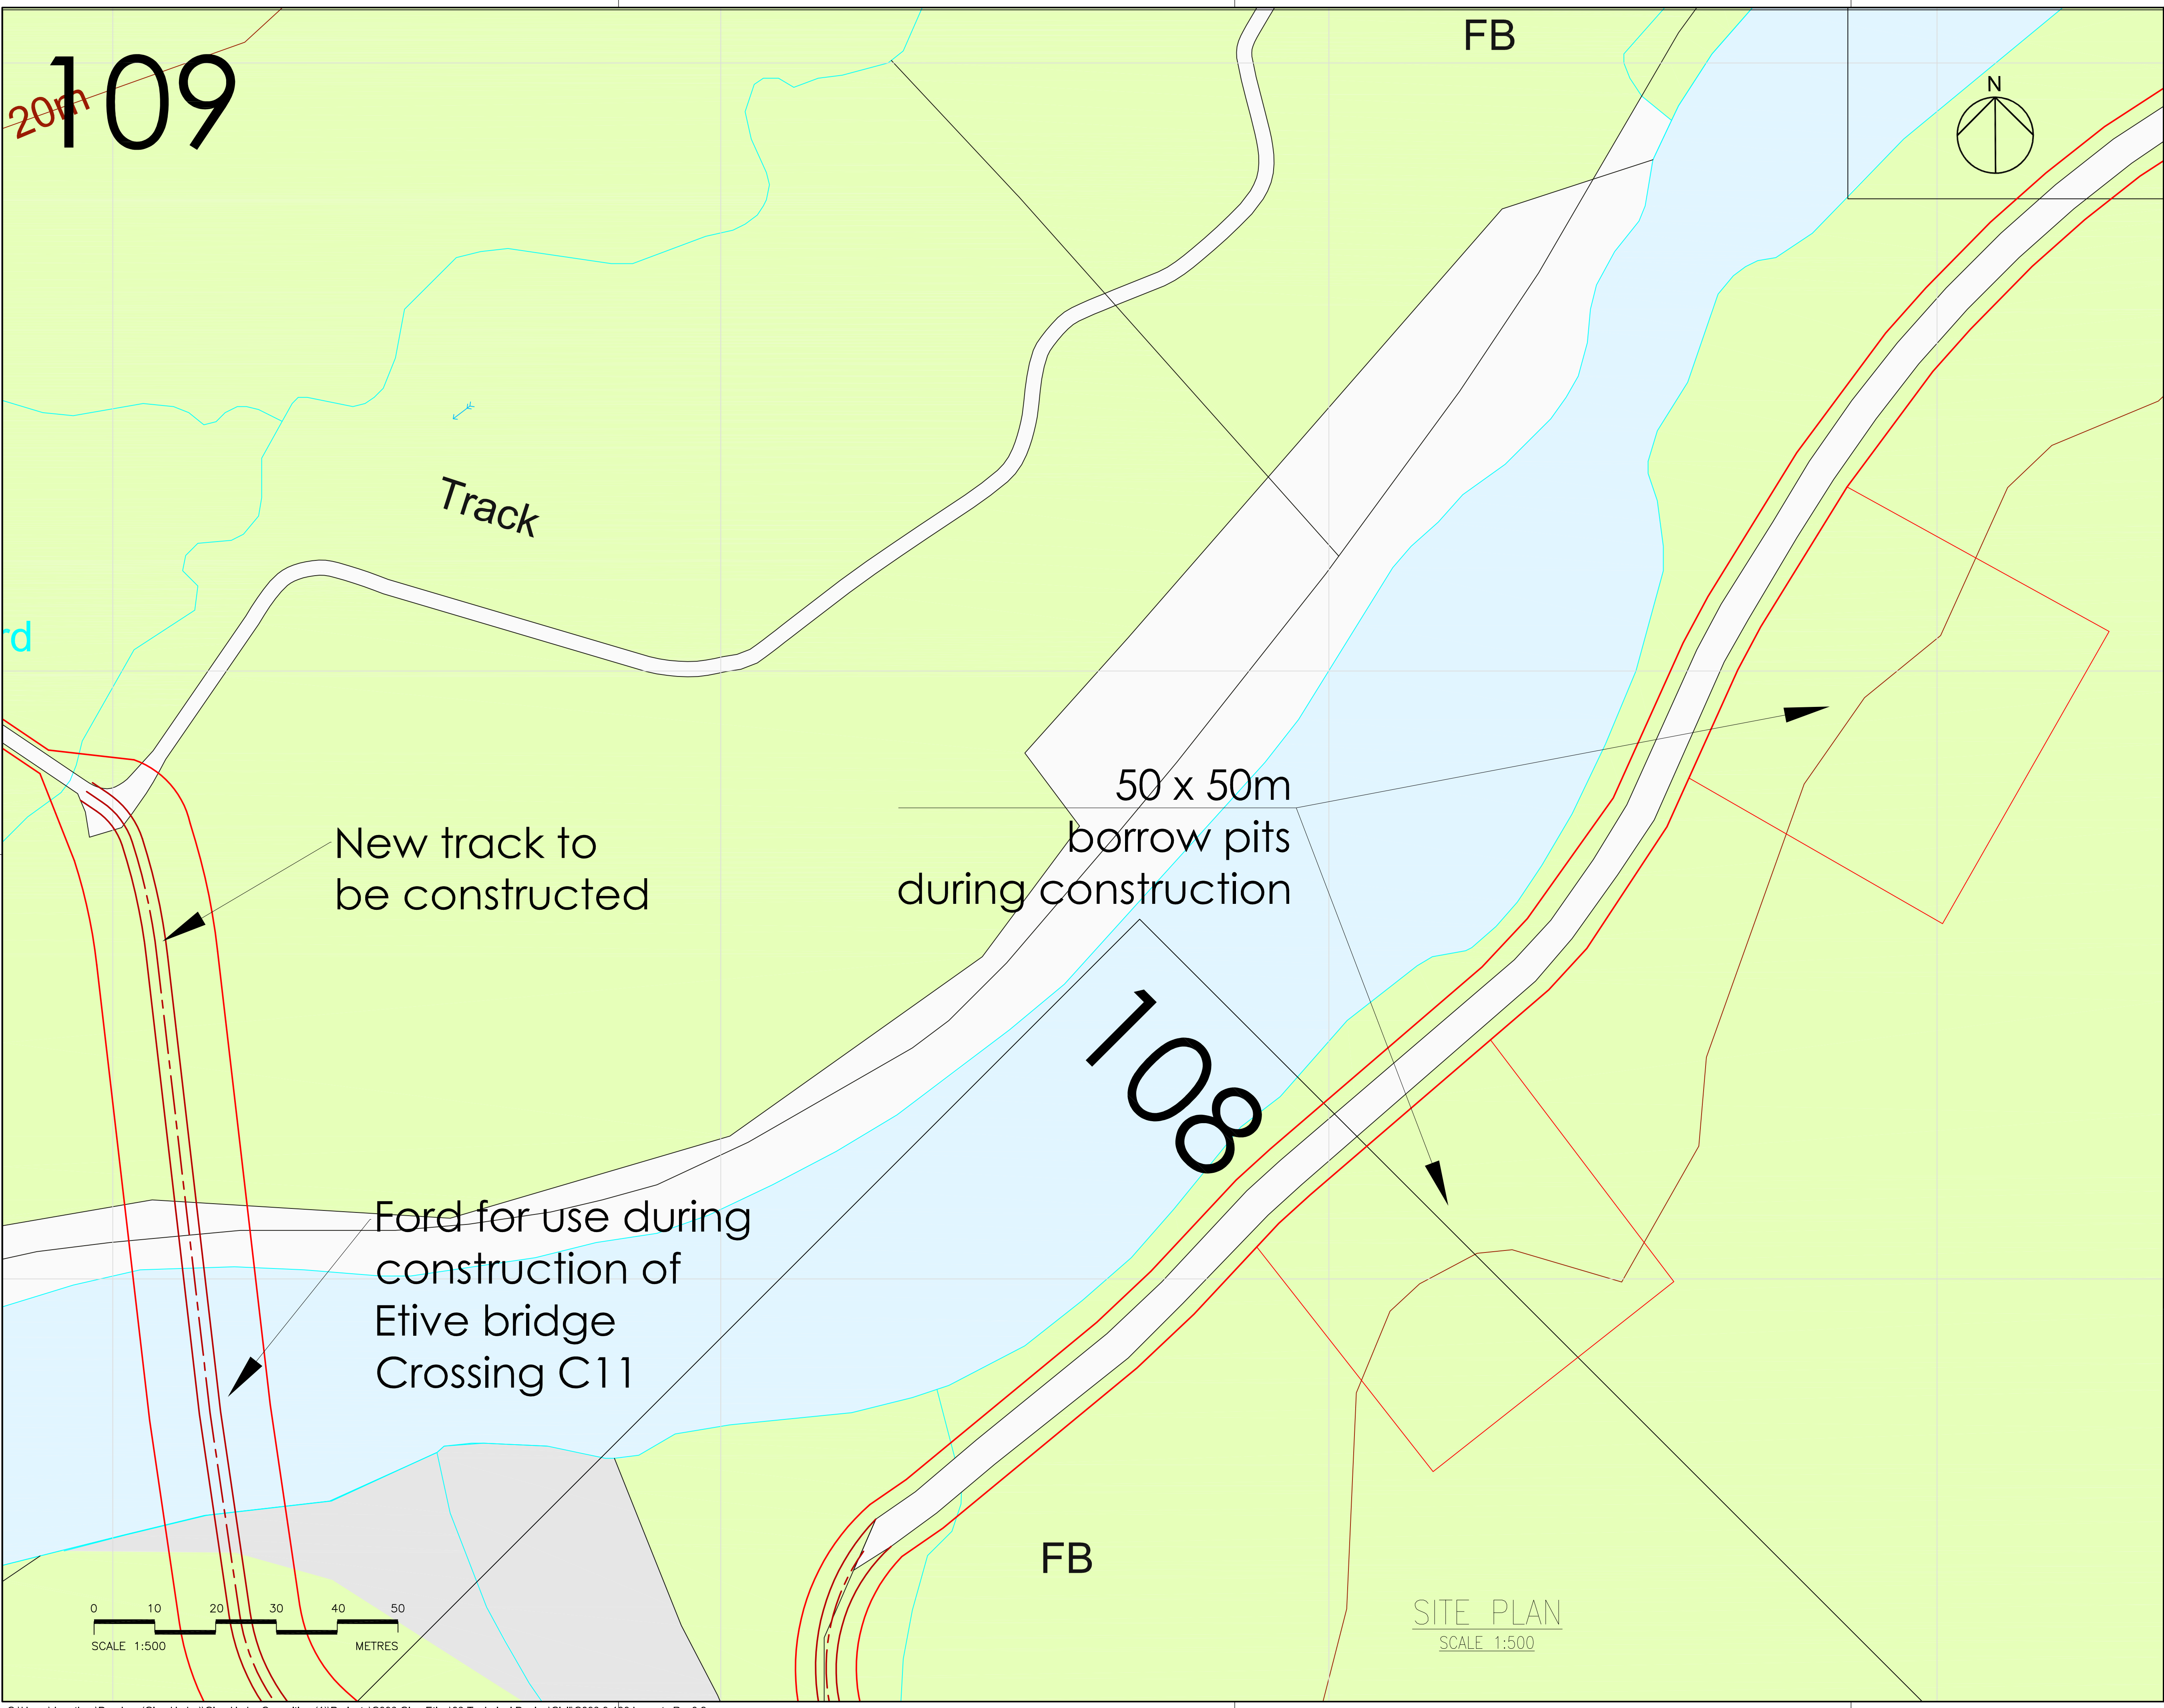 FB
N
20m
109
Track
rd
50 x 50m
borrow pits
during construction
New track to
be constructed
108
Ford for use during
construction of
Etive bridge
Crossing C11
FB
0 10 20 30 40 50
SCALE 1:500 METRES
SITE PLAN
SCALE 1:500